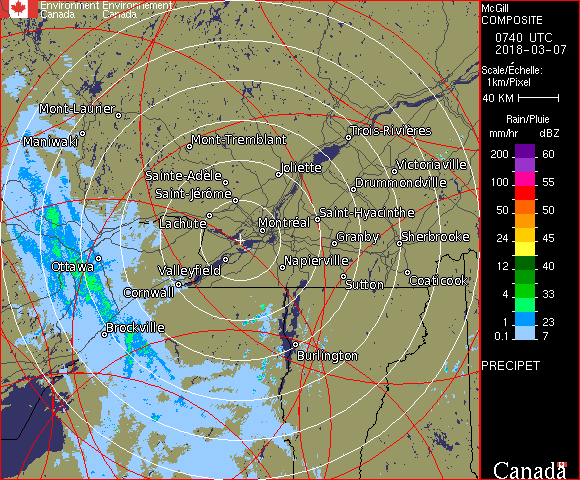 Environment Environnement
Canada Canada
Mont-Laurier
Maniwaki
Mont-Tremblant
Trois-Rivières
Sainte-Adèle
Joliette
Victoriaville
Saint-Jérôme
Drummondville
Lachute
Montréal
Saint-Hyacinthe
Granby
Sherbrooke
Ottawa
Valleyfield
Napierville
Cornwall
Sutton
Coaticook
Brockville
Burlington
McGill
COMPOSITE
0740 UTC
2018-03-07
Scale/Échelle:
1km/Pixel
40 KM
Rain/Pluie
mm/hr dBZ
200 60
100 55
50 50
24 45
12 40
4 33
1 23
0.1 7
PRECIPET
Canada